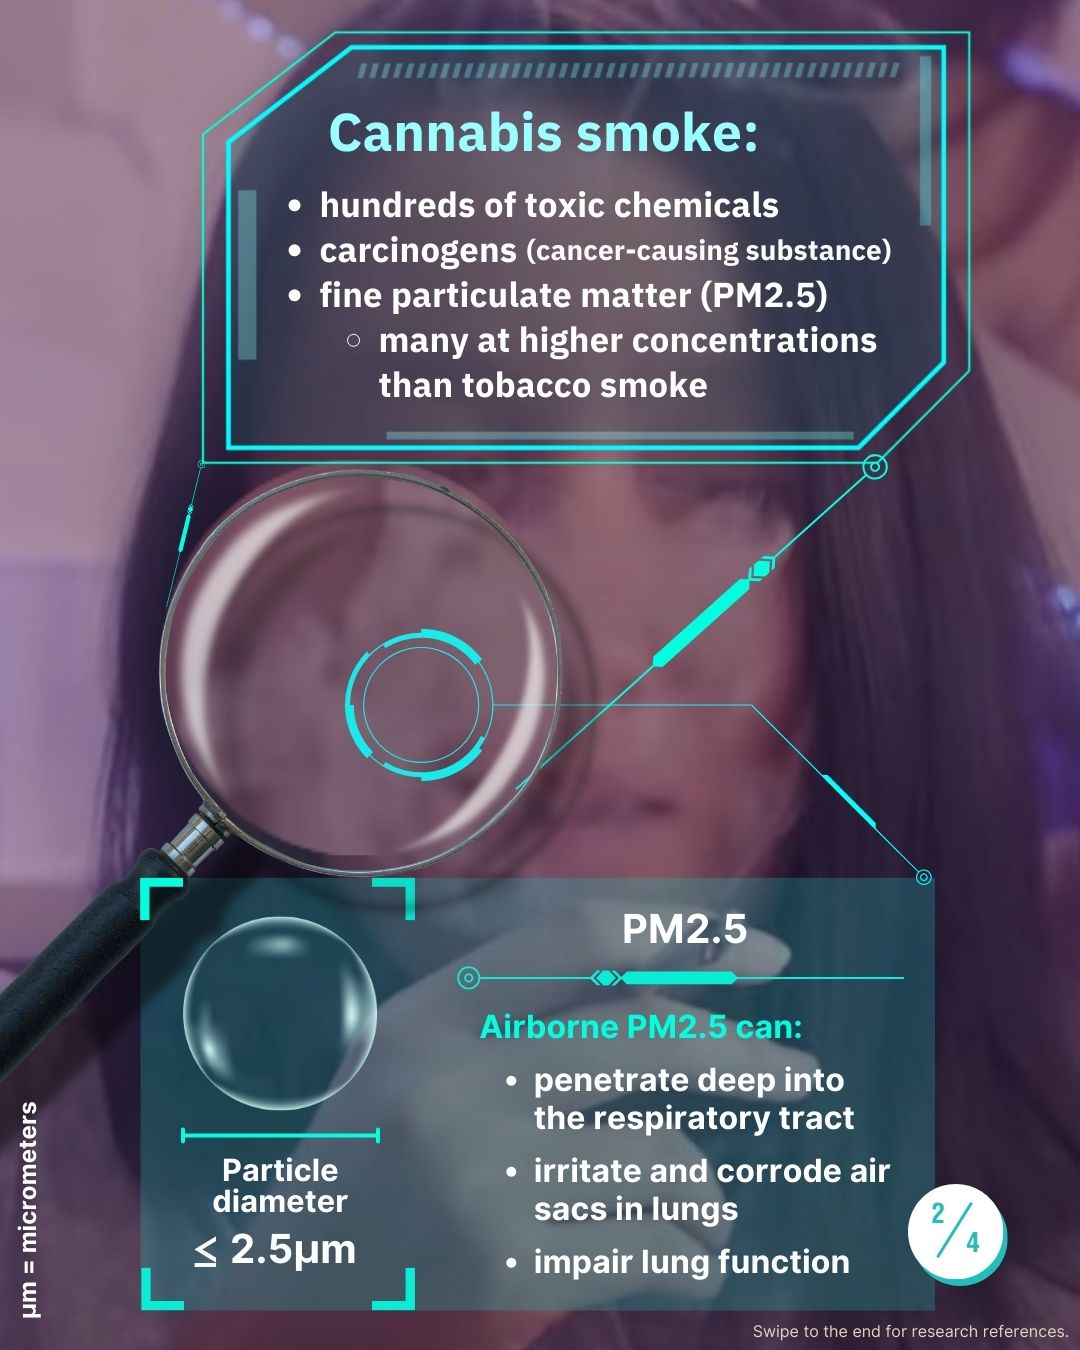 Cannabis smoke:
• hundreds of toxic chemicals
• carcinogens (cancer-causing substance)
• fine particulate matter (PM2.5)
○ many at higher concentrations
than tobacco smoke
PM2.5
Airborne PM2.5 can:
• penetrate deep into
the respiratory tract
• irritate and corrode air
sacs in lungs
• impair lung function
Particle
diameter
≤ 2.5µm
µm = micrometers
2/4
Swipe to the end for research references.